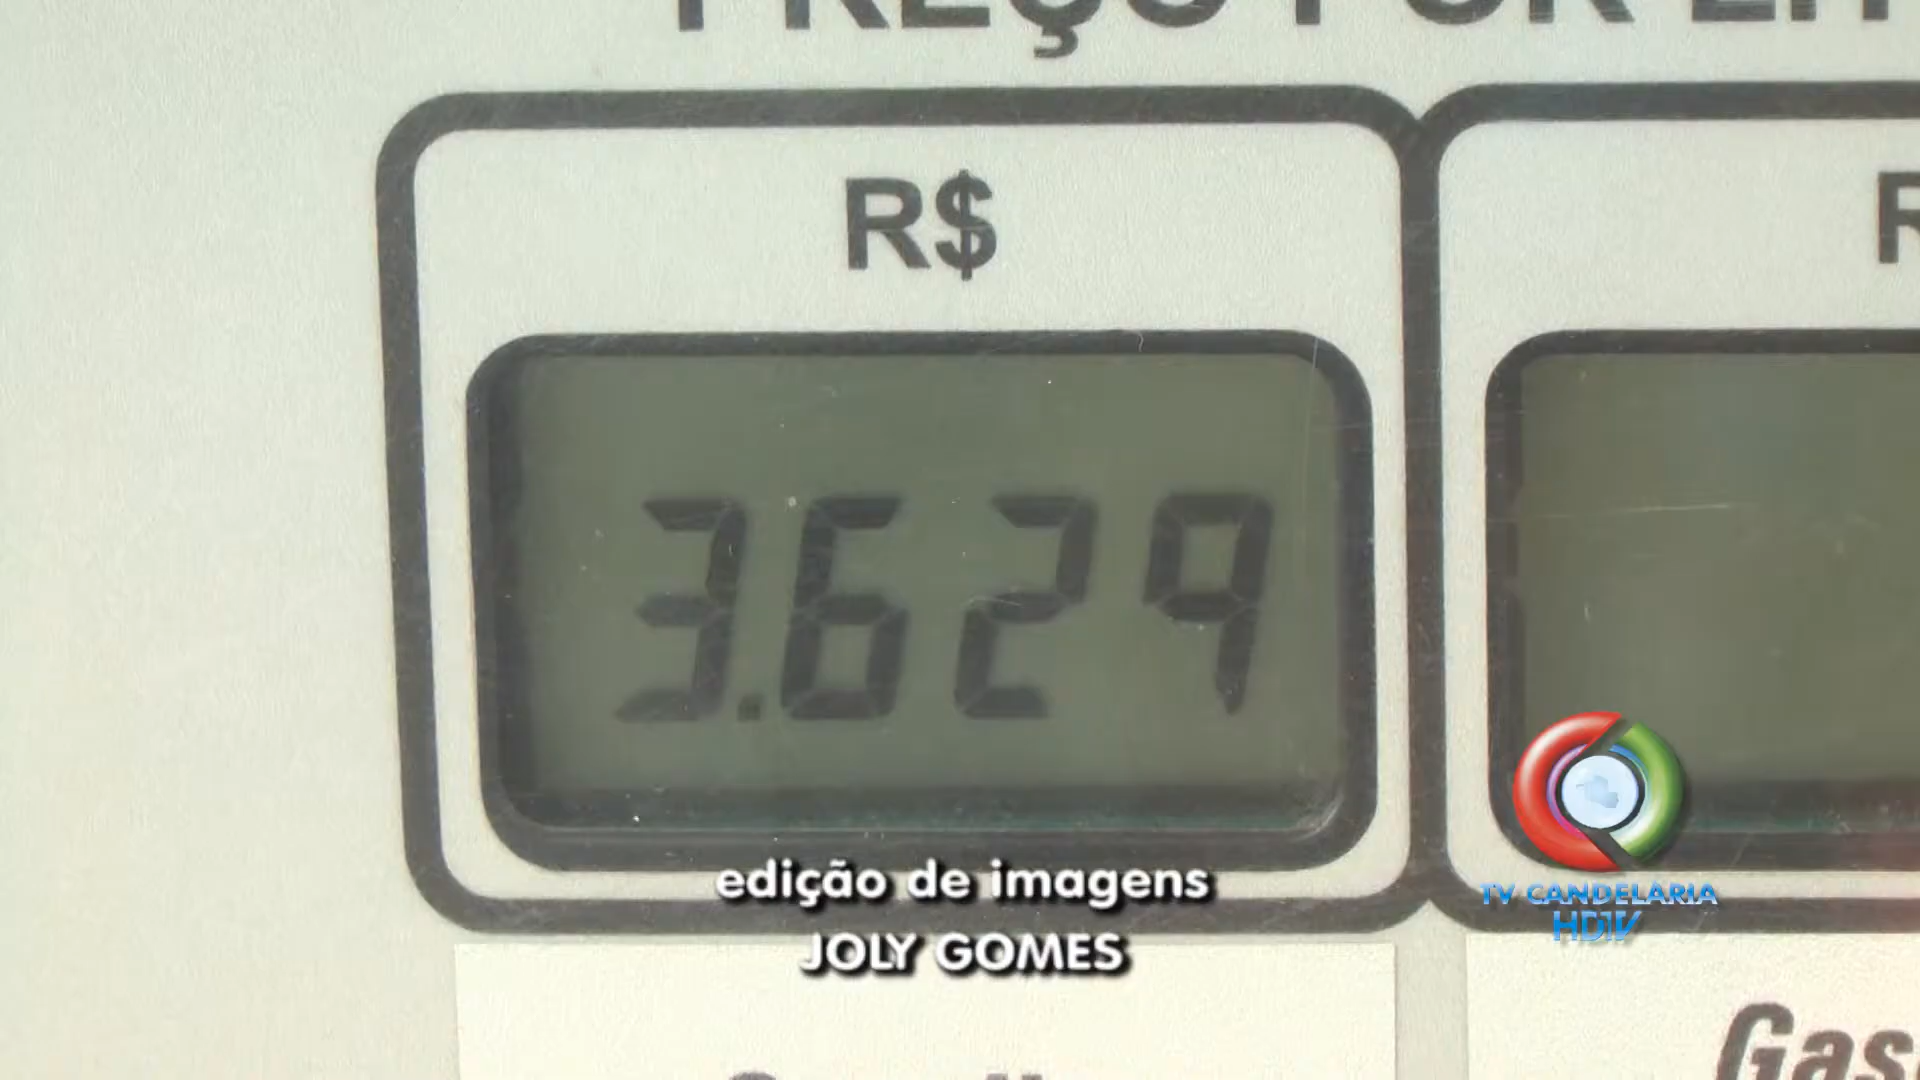 R$
3.629
edição de imagens
JOLY GOMES
TV CANDELARIA
HDTV